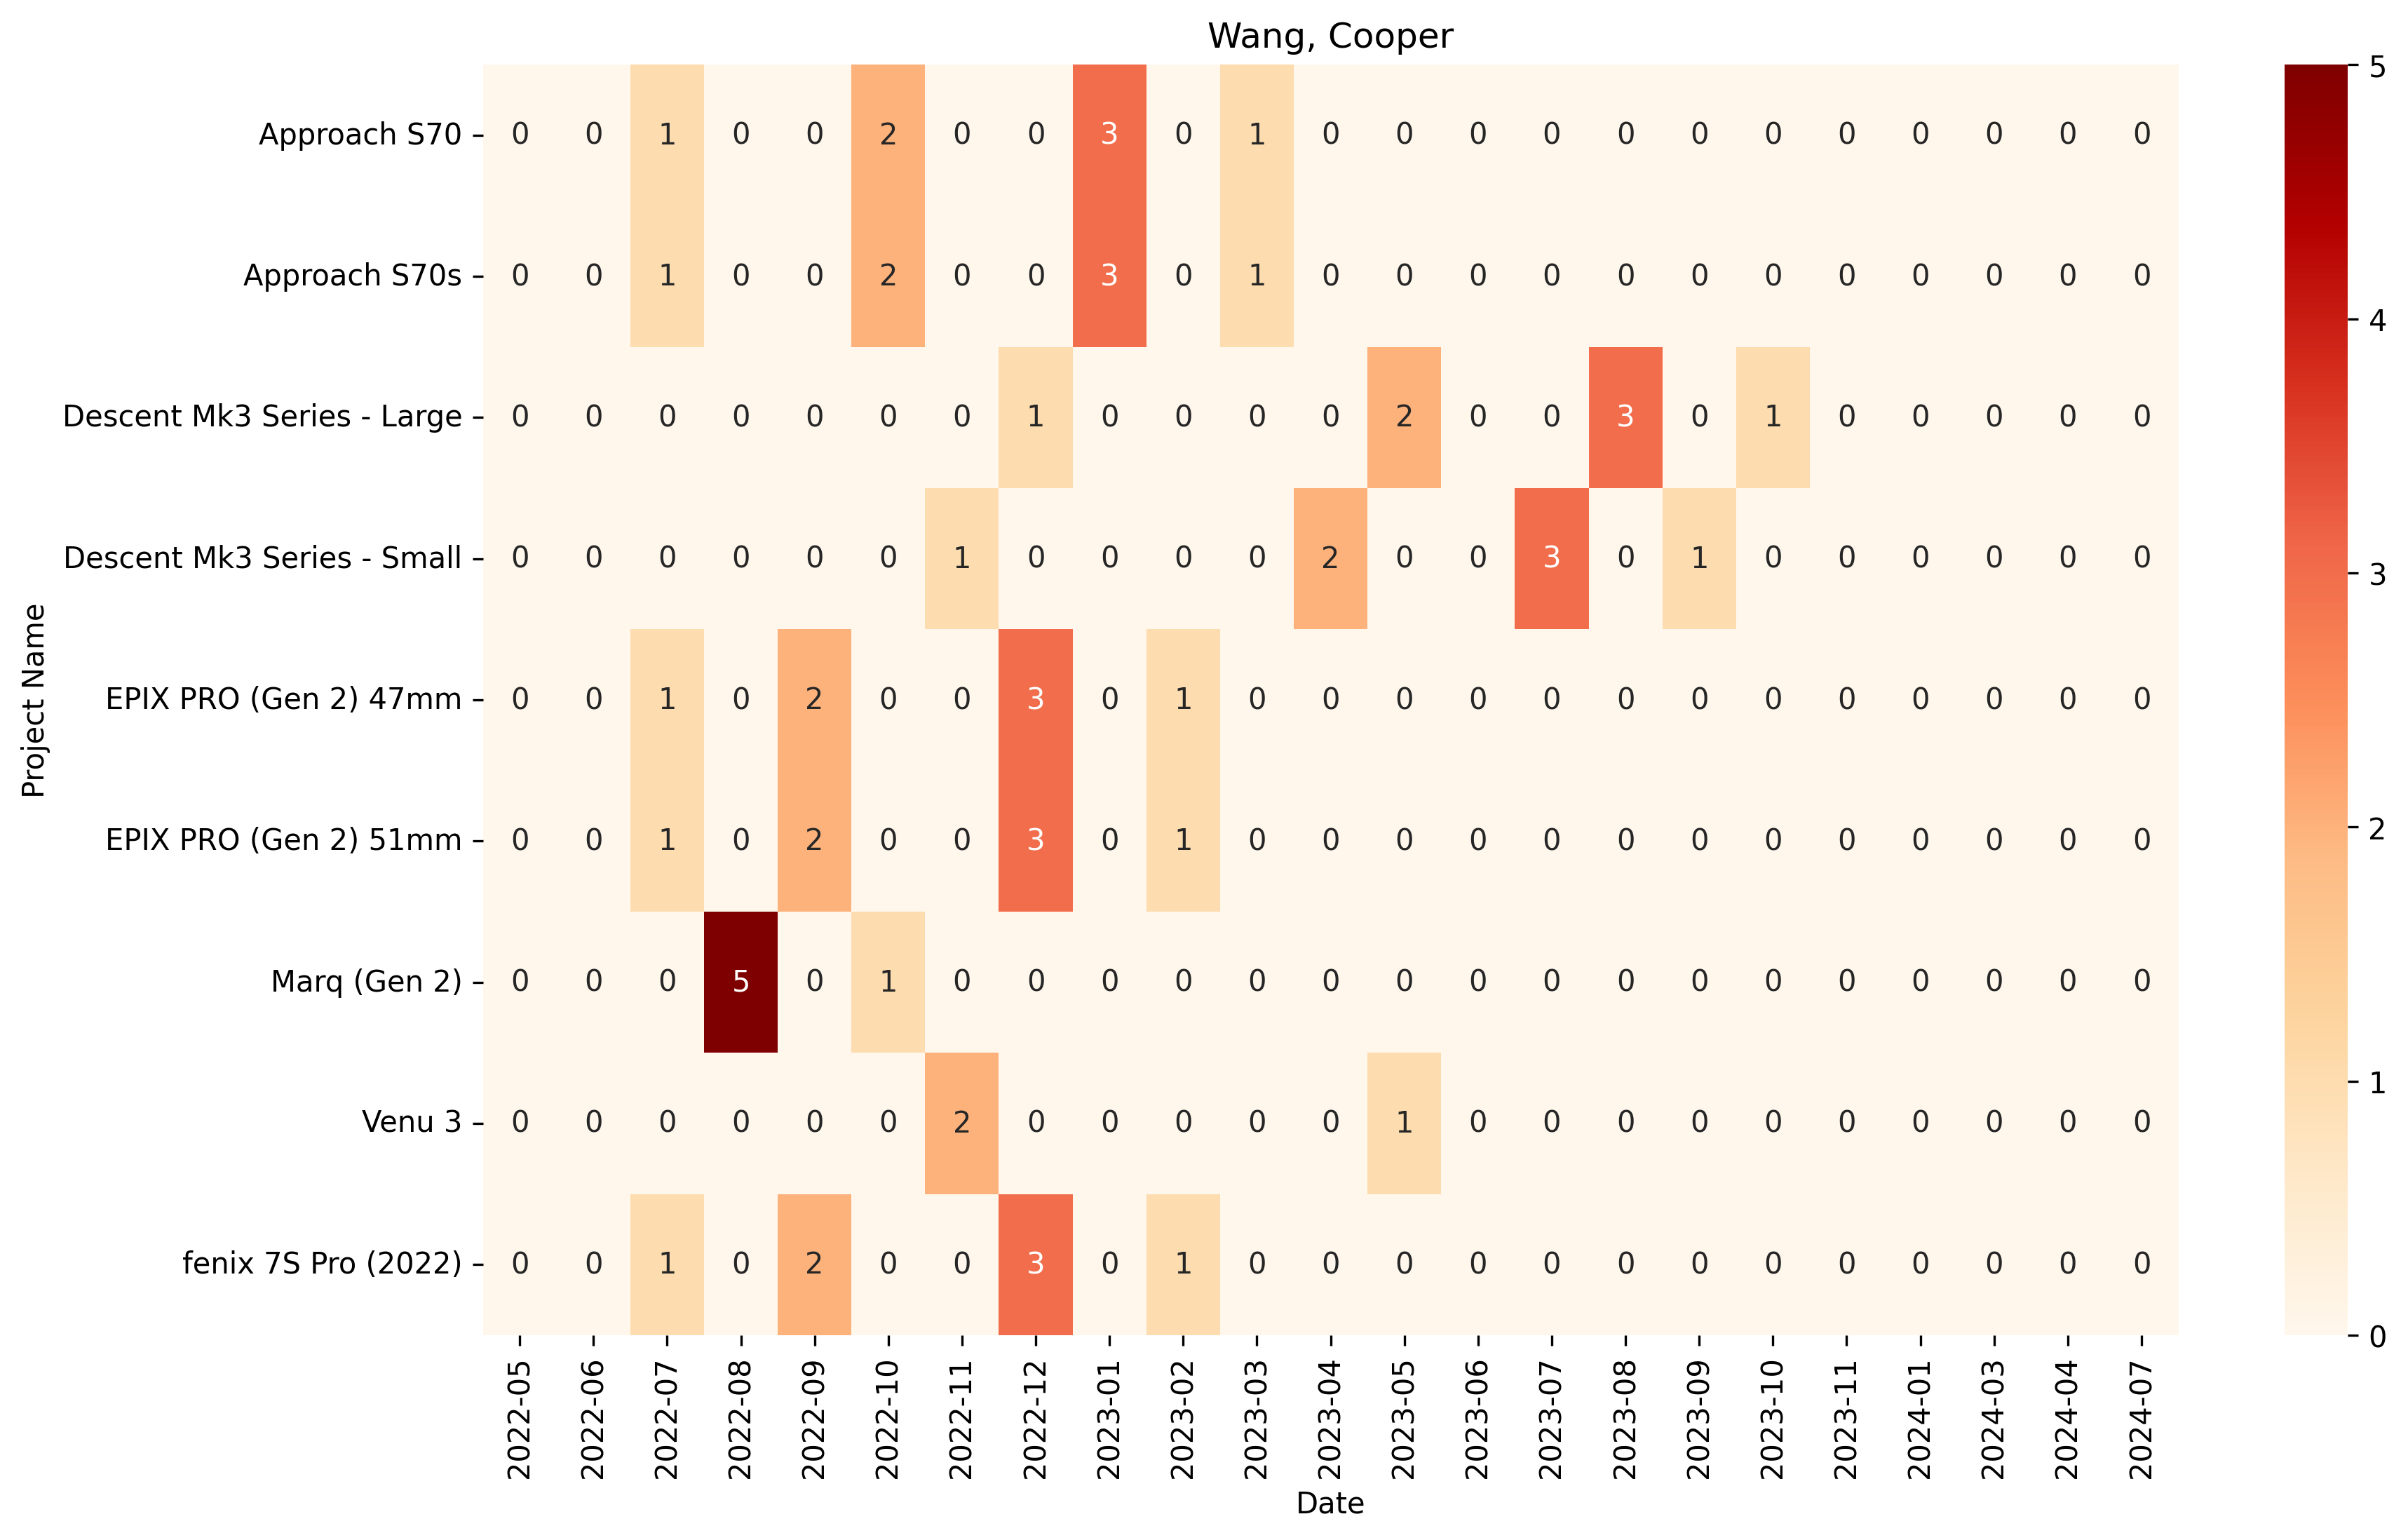 Wang, Cooper
Approach S70 0 0 1 0 0 2 0 0 3 0 1 0 0 0 0 0 0 0 0 0 0 0 0
Approach S70s 0 0 1 0 0 2 0 0 3 0 1 0 0 0 0 0 0 0 0 0 0 0 0
Descent Mk3 Series - Large 0 0 0 0 0 0 0 1 0 0 0 0 2 0 0 3 0 1 0 0 0 0 0
Descent Mk3 Series - Small 0 0 0 0 0 0 1 0 0 0 0 2 0 0 3 0 1 0 0 0 0 0 0
EPIX PRO (Gen 2) 47mm 0 0 1 0 2 0 0 3 0 1 0 0 0 0 0 0 0 0 0 0 0 0 0
EPIX PRO (Gen 2) 51mm 0 0 1 0 2 0 0 3 0 1 0 0 0 0 0 0 0 0 0 0 0 0 0
Marq (Gen 2) 0 0 0 5 0 1 0 0 0 0 0 0 0 0 0 0 0 0 0 0 0 0 0
Venu 3 0 0 0 0 0 0 2 0 0 0 0 0 1 0 0 0 0 0 0 0 0 0 0
fenix 7S Pro (2022) 0 0 1 0 2 0 0 3 0 1 0 0 0 0 0 0 0 0 0 0 0 0 0
Project Name
2022-05 2022-06 2022-07 2022-08 2022-09 2022-10 2022-11 2022-12 2023-01 2023-02 2023-03 2023-04 2023-05 2023-06 2023-07 2023-08 2023-09 2023-10 2023-11 2024-01 2024-03 2024-04 2024-07
Date
5
4
3
2
1
0